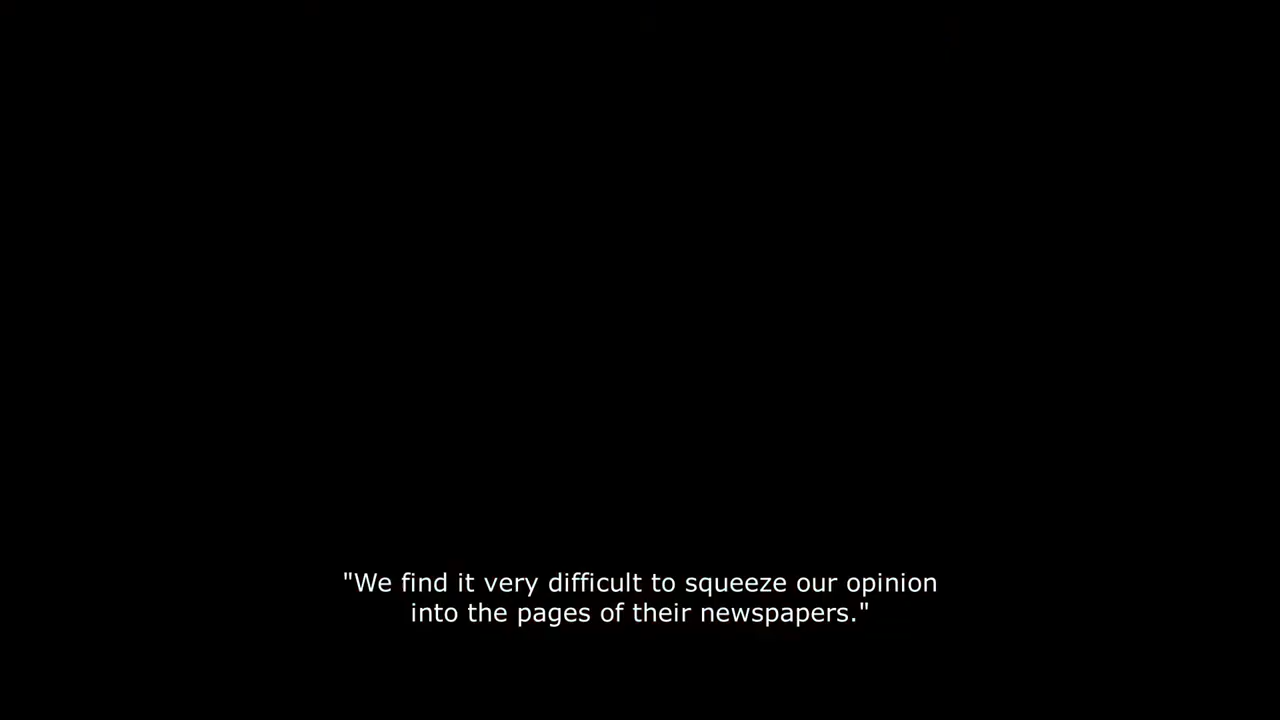 "We find it very difficult to squeeze our opinion
into the pages of their newspapers."